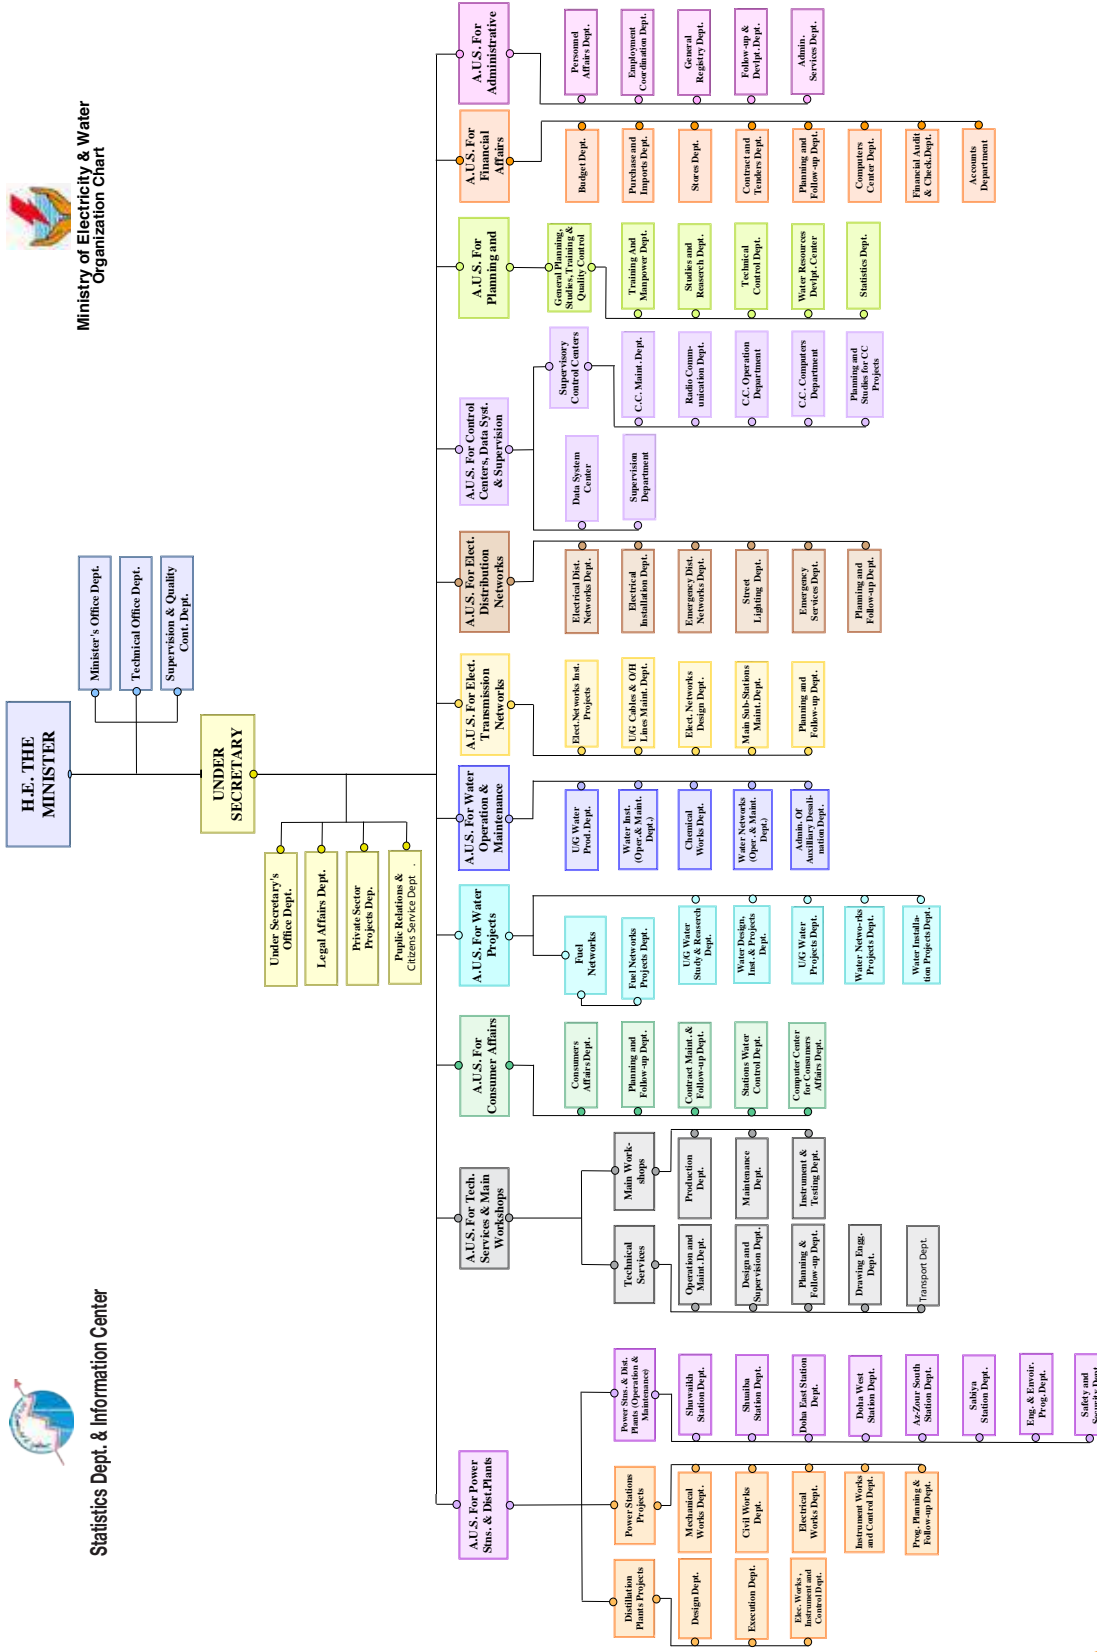 Statistics Dept. & Information Center
Ministry of Electricity & Water
Organization Chart
H.E. THE
MINISTER
Minister's Office Dept.
Technical Office Dept.
Supervision & Quality
Cont. Dept.
UNDER
SECRETARY
Under Secretary's
Office Dept.
Legal Affairs Dept.
Private Sector
Projects Dep.
Puplic Relations &
Citizens Service Dept .
A.U.S. For Power
Stns. & Dist.Plants
Distillation
Plants Projects
Design Dept.
Execution Dept.
Elec. Works ,
Instrument and
Control Dept.
Power Stations
Projects
Mechanical
Works Dept.
Civil Works
Dept.
Electrical
Works Dept.
Instrument Works
and Control Dept.
Prog. Planning &
Follow-up Dept.
Power Stns. & Dist.
Plants (Operation &
Maintenance)
Shuwaikh
Station Dept.
Shuaiba
Station Dept.
Doha East Station
Dept.
Doha West
Station Dept.
Az-Zour South
Station Dept.
Sabiya
Station Dept.
Eng. & Envoir.
Prog. Dept.
Safety and
Security Dept
A.U.S. For Tech.
Services & Main
Workshops
Technical
Services
Operation and
Maint. Dept.
Design and
Supervision Dept.
Planning &
Follow-up Dept.
Drawing Engg.
Dept.
Transport Dept.
Main Work-
shops
Production
Dept.
Maintenance
Dept.
Instrument &
Testing Dept.
A.U.S. For
Consumer Affairs
Consumers
Affairs Dept.
Planning and
Follow-up Dept.
Contract Maint. &
Follow-up Dept.
Stations Water
Control Dept.
Computer Center
for Consumers
Affairs Dept.
A.U.S. For Water
Projects
Fuel
Networks
Fuel Networks
Projects Dept.
U/G Water
Study & Reaserch
Dept.
Water Design,
Inst. & Projects
Dept.
U/G Water
Projects Dept.
Water Netwo-rks
Projects Dept.
Water Installa-
tion Projects Dept.
A.U.S. For Water
Operation &
Maintenance
U/G Water
Prod. Dept.
Water Inst.
(Oper.& Maint.
Dept.)
Chemical
Works Dept.
Water Networks
(Oper. & Maint.
Dept.)
Admin. Of
Auxilliary Desali-
nation Dept.
A.U.S. For Elect.
Transmission
Networks
Elect.Networks Inst.
Projects
U/G Cables & O/H
Lines Maint. Dept.
Elect. Networks
Design Dept.
Main Sub-Stations
Maint. Dept.
Planning and
Follow-up Dept.
A.U.S. For Elect.
Distribution
Networks
Electrical Dist.
Networks Dept.
Electrical
Installation Dept.
Emergency Dist.
Networks Dept.
Street
Lighting Dept.
Emergency
Services Dept.
Planning and
Follow-up Dept.
A.U.S. For Control
Centers, Data Syst.
& Supervision
Data System
Center
Supervision
Department
Supervisory
Control Centers
C.C. Maint. Dept.
Radio Comm-
unication Dept.
C.C. Operation
Department
C.C. Computers
Department
Planning and
Studies for CC
Projects
A.U.S. For
Planning and
General Planning,
Studies, Training &
Quality Control
Training And
Manpower Dept.
Studies and
Reaserch Dept.
Technical
Control Dept.
Water Resources
Devlpt. Center
Statistics Dept.
A.U.S. For
Financial
Affairs
Budget Dept.
Purchase and
Imports Dept.
Stores Dept.
Contract and
Tenders Dept.
Planning and
Follow-up Dept.
Computers
Center Dept.
Financial Audit
& Check.Dept.
Accounts
Department
A.U.S. For
Administrative
Personnel
Affairs Dept.
Employment
Coordination Dept.
General
Registry Dept.
Follow-up &
Devlpt. Dept.
Admin.
Services Dept.